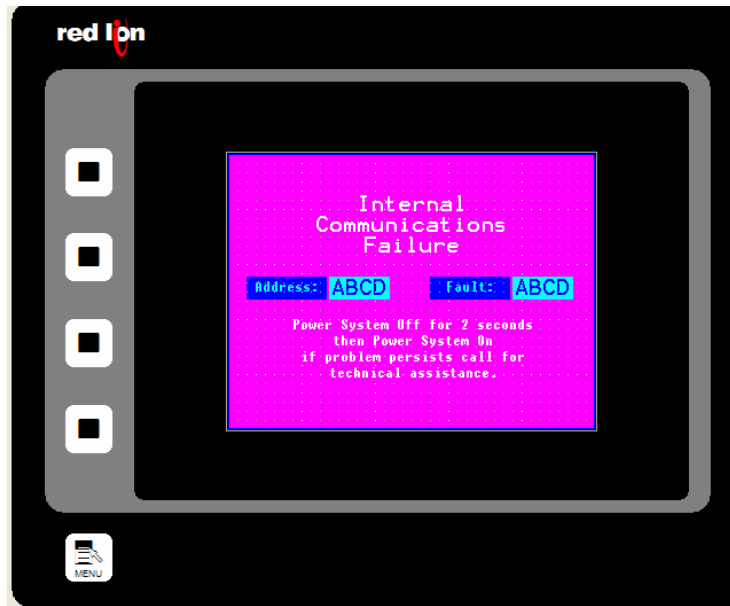 red lion
Internal
Communications
Failure
Address: ABCD Fault: ABCD
Power System Off for 2 seconds
then Power System On
if problem persists call for
technical assistance.
MENU